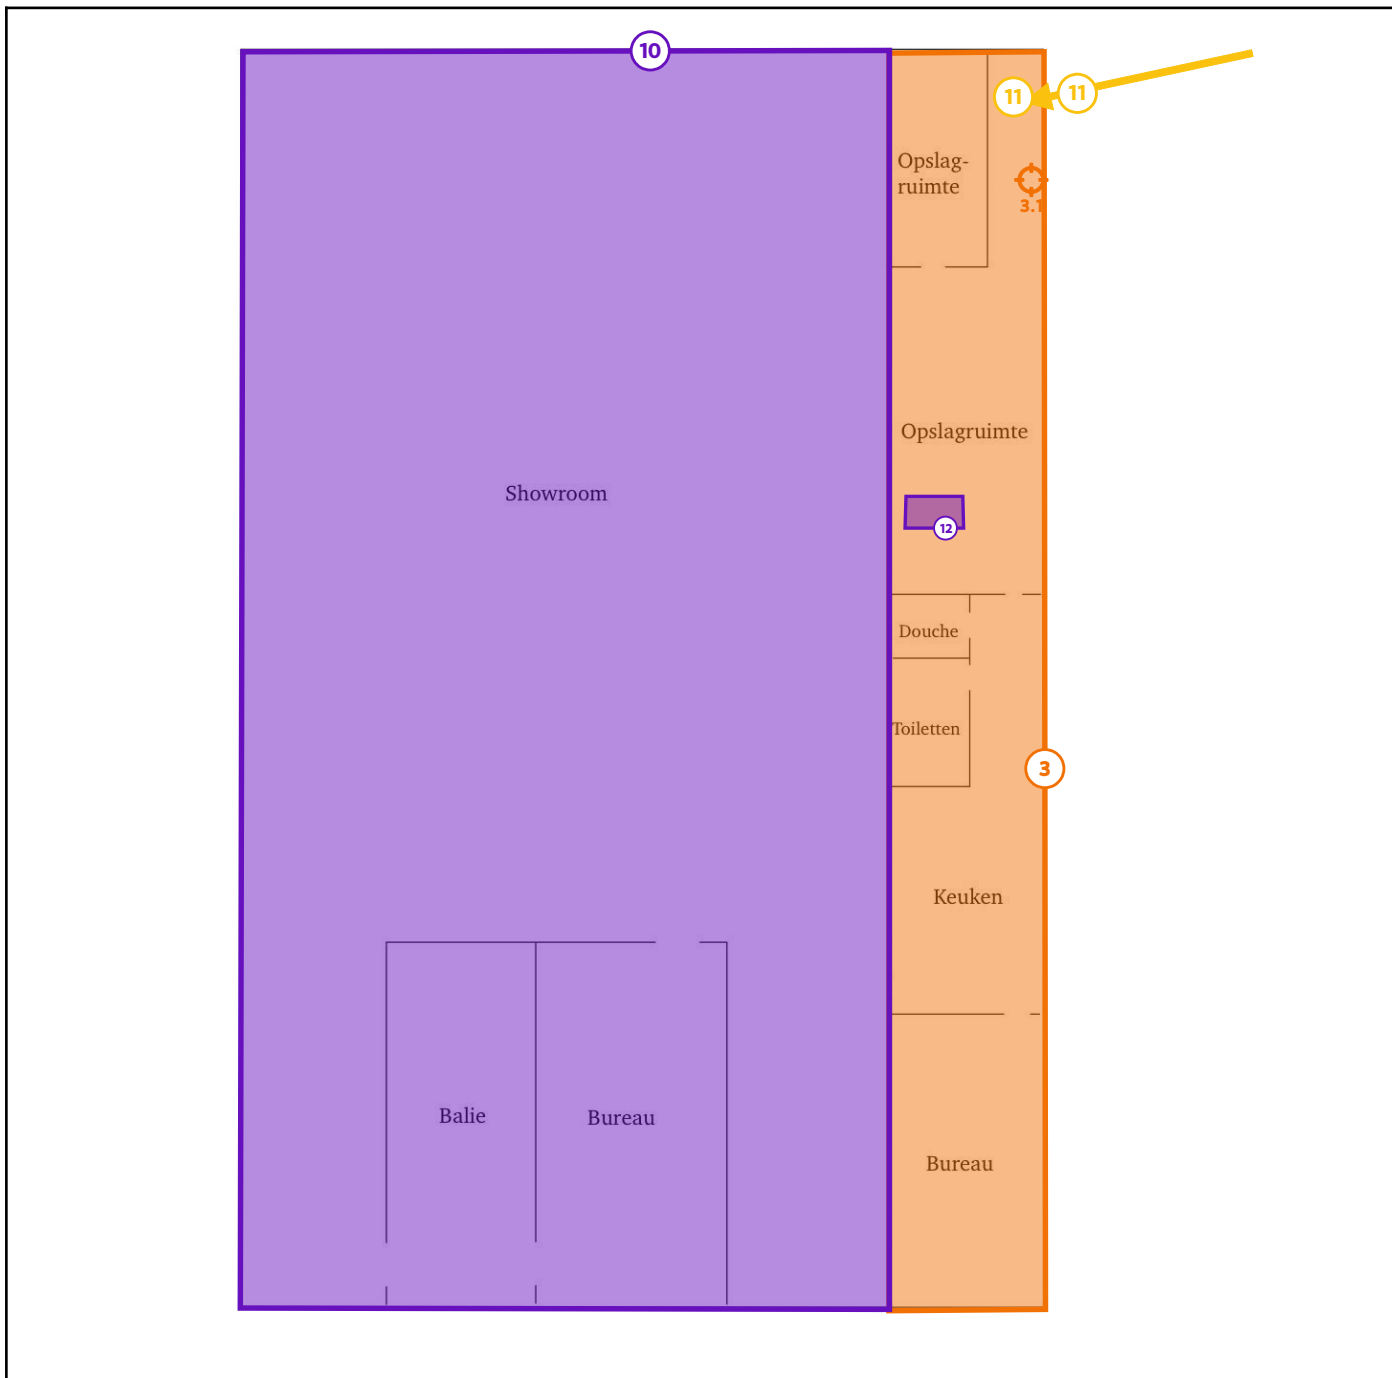 10
11
11
Opslag-
ruimte
3.1
Opslagruimte
Showroom
12
Douche
Toiletten
3
Keuken
Balie
Bureau
Bureau